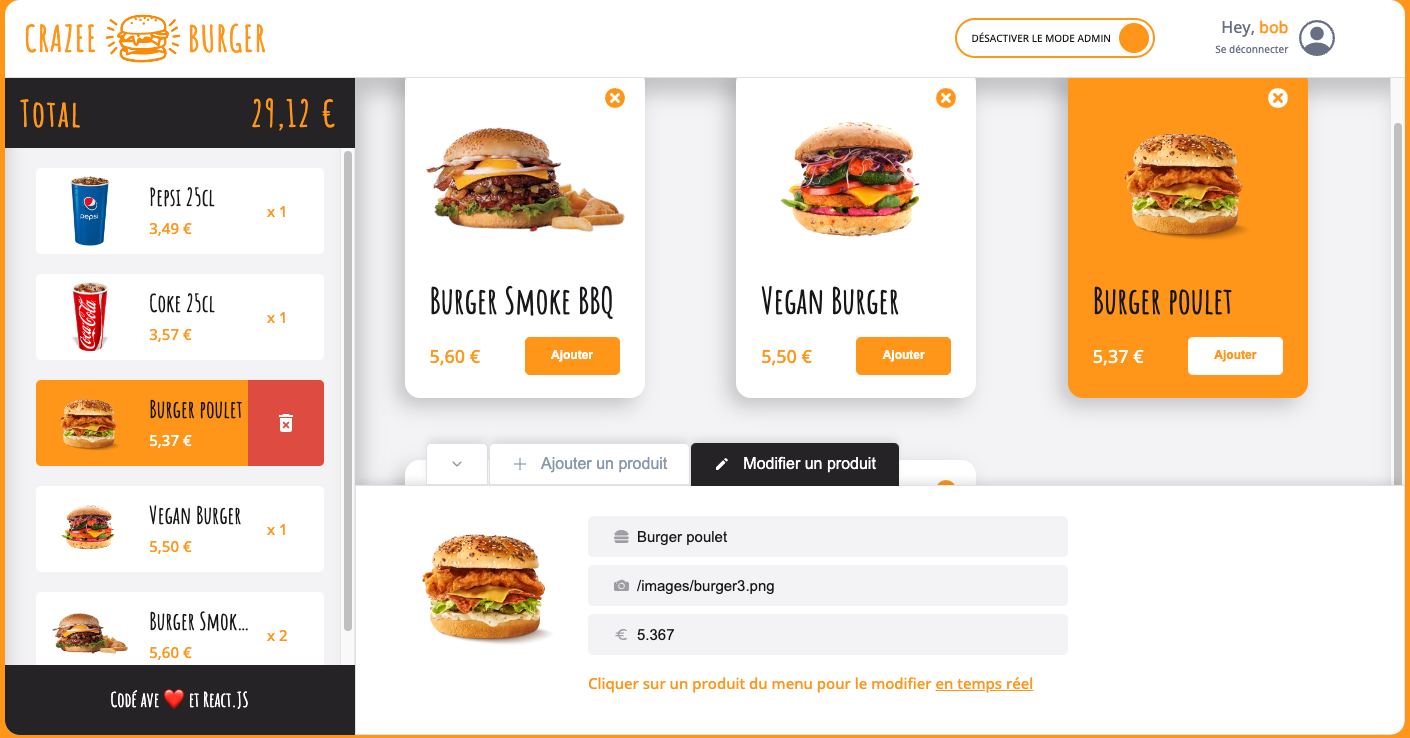 CRAZEE BURGER
DÉSACTIVER LE MODE ADMIN
Hey, bob
Se déconnecter
Total 29,12 €
Pepsi 25cl
3,49 €
x 1
pepsi
Coke 25cl
3,57 €
x 1
Coca-Cola
Burger poulet
5,37 €
Vegan Burger
5,50 €
x 1
Burger Smok...
5,60 €
x 2
Codé ave ❤️ et React.JS
Burger Smoke BBQ
5,60 €
Ajouter
Vegan Burger
5,50 €
Ajouter
Burger poulet
5,37 €
Ajouter
Ajouter un produit
Modifier un produit
Burger poulet
/images/burger3.png
€ 5.367
Cliquer sur un produit du menu pour le modifier en temps réel